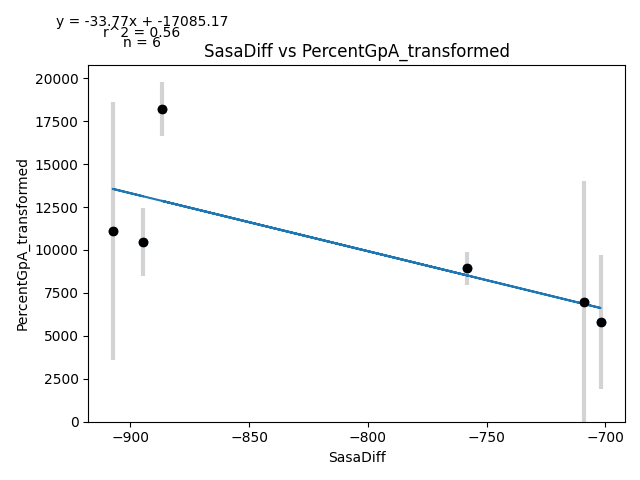 y = -33.77x + -17085.17
r^2 = 0.56
n = 6
SasaDiff vs PercentGpA_transformed
20000
17500
15000
12500
10000
7500
5000
2500
0
PercentGpA_transformed
−900
−850
−800
−750
−700
SasaDiff